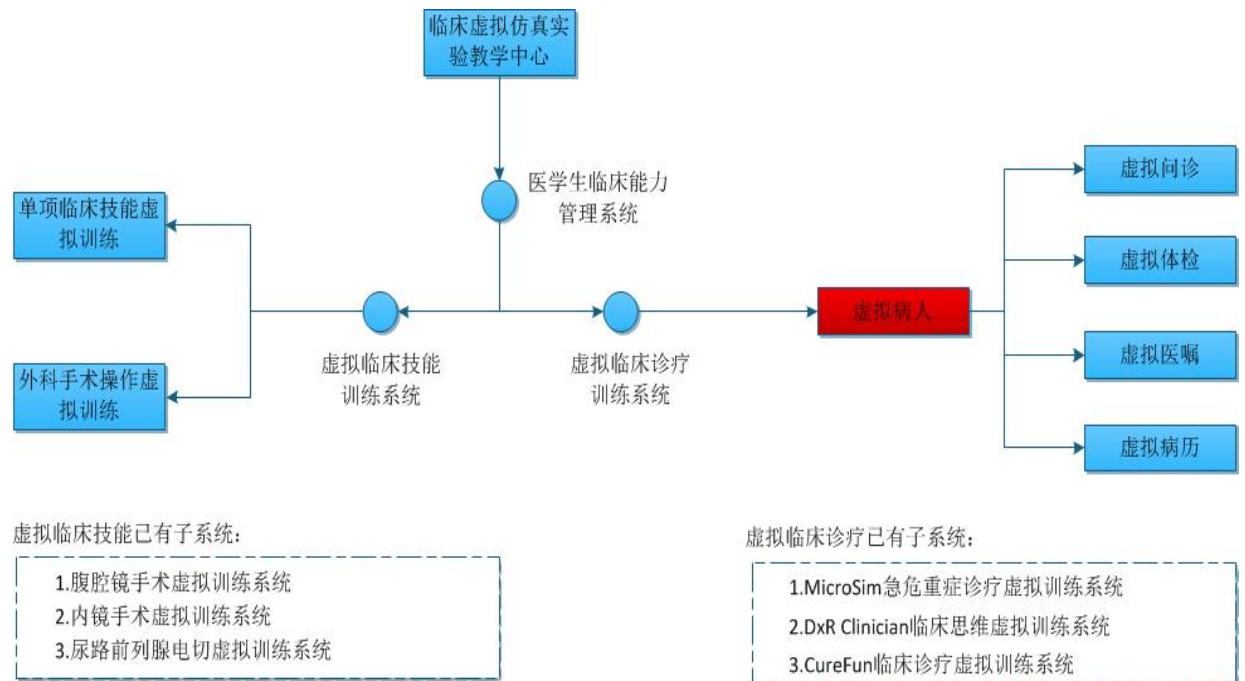 临床虚拟仿真实
验教学中心
医学生临床能力
管理系统
单项临床技能虚
拟训练
外科手术操作虚
拟训练
虚拟临床技能
训练系统
虚拟临床诊疗
训练系统
虚拟病人
虚拟问诊
虚拟体检
虚拟医嘱
虚拟病历
虚拟临床技能已有子系统:
1.腹腔镜手术虚拟训练系统
2.内镜手术虚拟训练系统
3.尿路前列腺电切虚拟训练系统
虚拟临床诊疗已有子系统:
1.MicroSim急危重症诊疗虚拟训练系统
2.DxR Clinician临床思维虚拟训练系统
3.CureFun临床诊疗虚拟训练系统